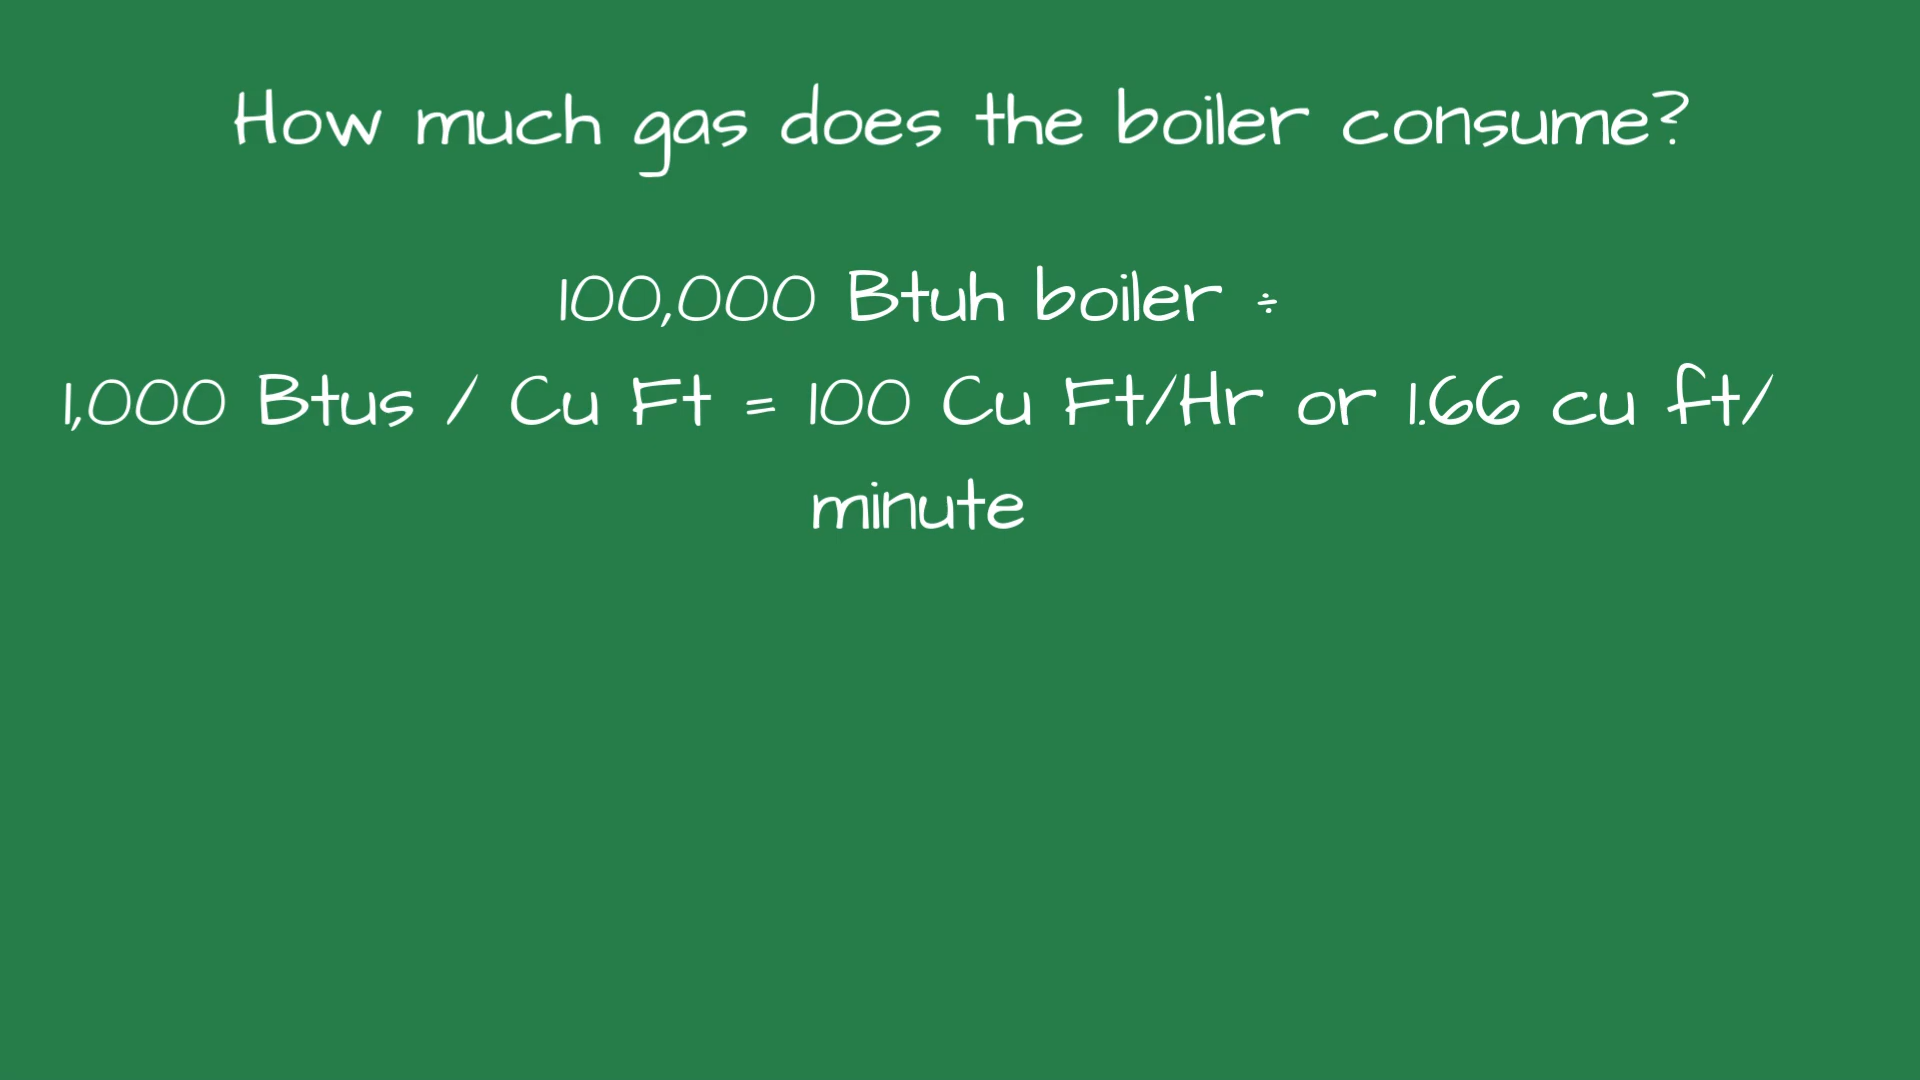 How much gas does the boiler consume?
100,000 Btuh boiler ÷
1,000 Btus / Cu Ft = 100 Cu Ft/Hr or 1.66 cu ft/
minute